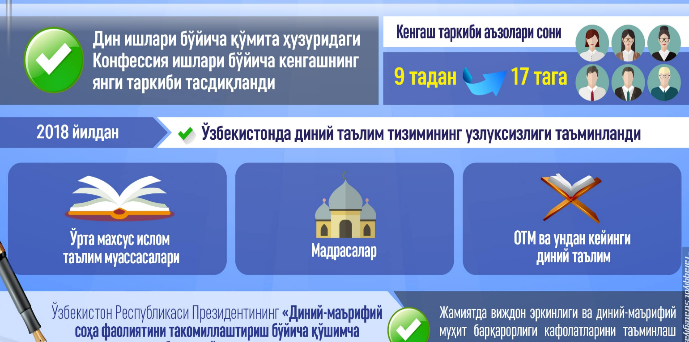 Дин ишлари бўйича қўмита ҳузуридаги
Конфессия ишлари бўйича кенгашнинг
янги таркиби тасдиқланди
Кенгаш таркиби аъзолари сони
9 тадан 17 тага
2018 йилдан
Ўзбекистонда диний таълим тизимининг узлуксизлиги таъминланди
Ўрта махсус ислом
таълим муассасалари
Мадрасалар
ОТМ ва ундан кейинги
диний таълим
Ўзбекистон Республикаси Президентининг «Диний-маърифий
соҳа фаолиятини такомиллаштириш бўйича қўшимча
Жамиятда виждон эркинлиги ва диний-маърифий
муҳит барқарорлиги кафолатларини таъминлаш